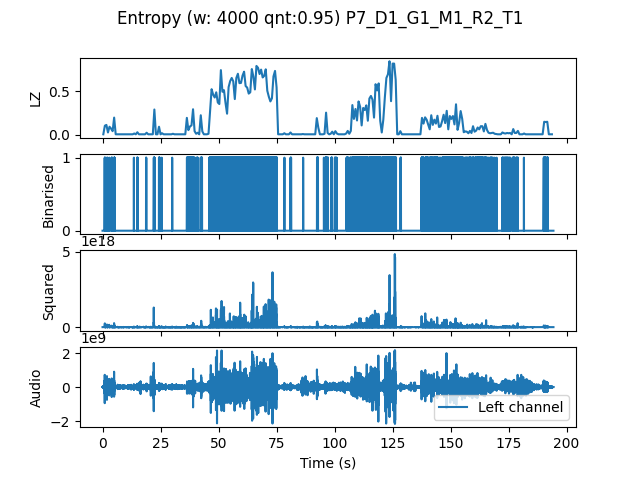 Entropy (w: 4000 qnt:0.95) P7_D1_G1_M1_R2_T1
LZ
0.5
0.0
Binarised
1
0
1e18
Squared
5
0
1e9
Audio
2
0
−2
Left channel
0 25 50 75 100 125 150 175 200
Time (s)